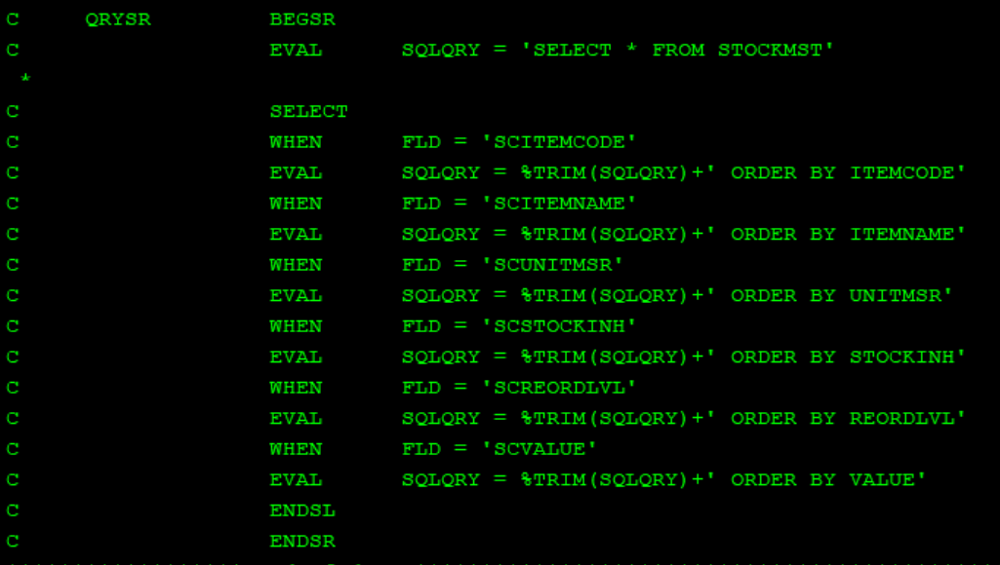 C QRYSR BEGSR
C EVAL SQLQRY = 'SELECT * FROM STOCKMST'
*
C SELECT
C WHEN FLD = 'SCITEMCODE'
C EVAL SQLQRY = %TRIM(SQLQRY)+' ORDER BY ITEMCODE'
C WHEN FLD = 'SCITEMNAME'
C EVAL SQLQRY = %TRIM(SQLQRY)+' ORDER BY ITEMNAME'
C WHEN FLD = 'SCUNITMSR'
C EVAL SQLQRY = %TRIM(SQLQRY)+' ORDER BY UNITMSR'
C WHEN FLD = 'SCSTOCKINH'
C EVAL SQLQRY = %TRIM(SQLQRY)+' ORDER BY STOCKINH'
C WHEN FLD = 'SCREORDLVL'
C EVAL SQLQRY = %TRIM(SQLQRY)+' ORDER BY REORDLVL'
C WHEN FLD = 'SCVALUE'
C EVAL SQLQRY = %TRIM(SQLQRY)+' ORDER BY VALUE'
C ENDSL
C ENDSR